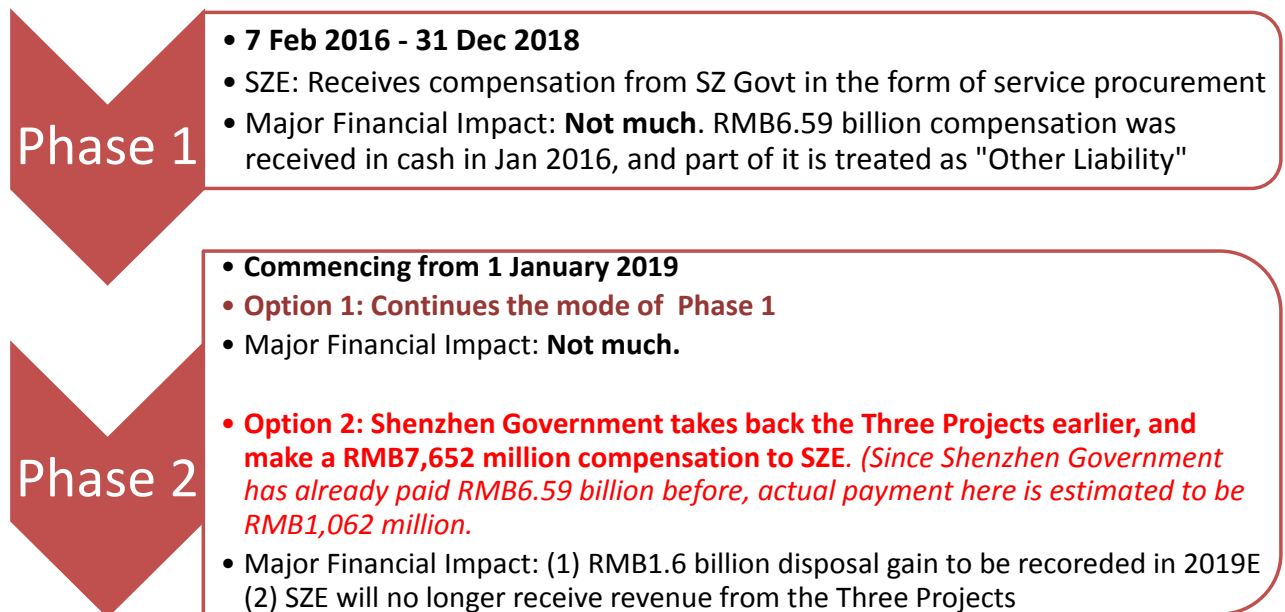 Phase 1
• 7 Feb 2016 - 31 Dec 2018
• SZE: Receives compensation from SZ Govt in the form of service procurement
• Major Financial Impact: Not much. RMB6.59 billion compensation was
received in cash in Jan 2016, and part of it is treated as "Other Liability"
Phase 2
• Commencing from 1 January 2019
• Option 1: Continues the mode of Phase 1
• Major Financial Impact: Not much.
• Option 2: Shenzhen Government takes back the Three Projects earlier, and
make a RMB7,652 million compensation to SZE. (Since Shenzhen Government
has already paid RMB6.59 billion before, actual payment here is estimated to be
RMB1,062 million.
• Major Financial Impact: (1) RMB1.6 billion disposal gain to be recoreded in 2019E
(2) SZE will no longer receive revenue from the Three Projects